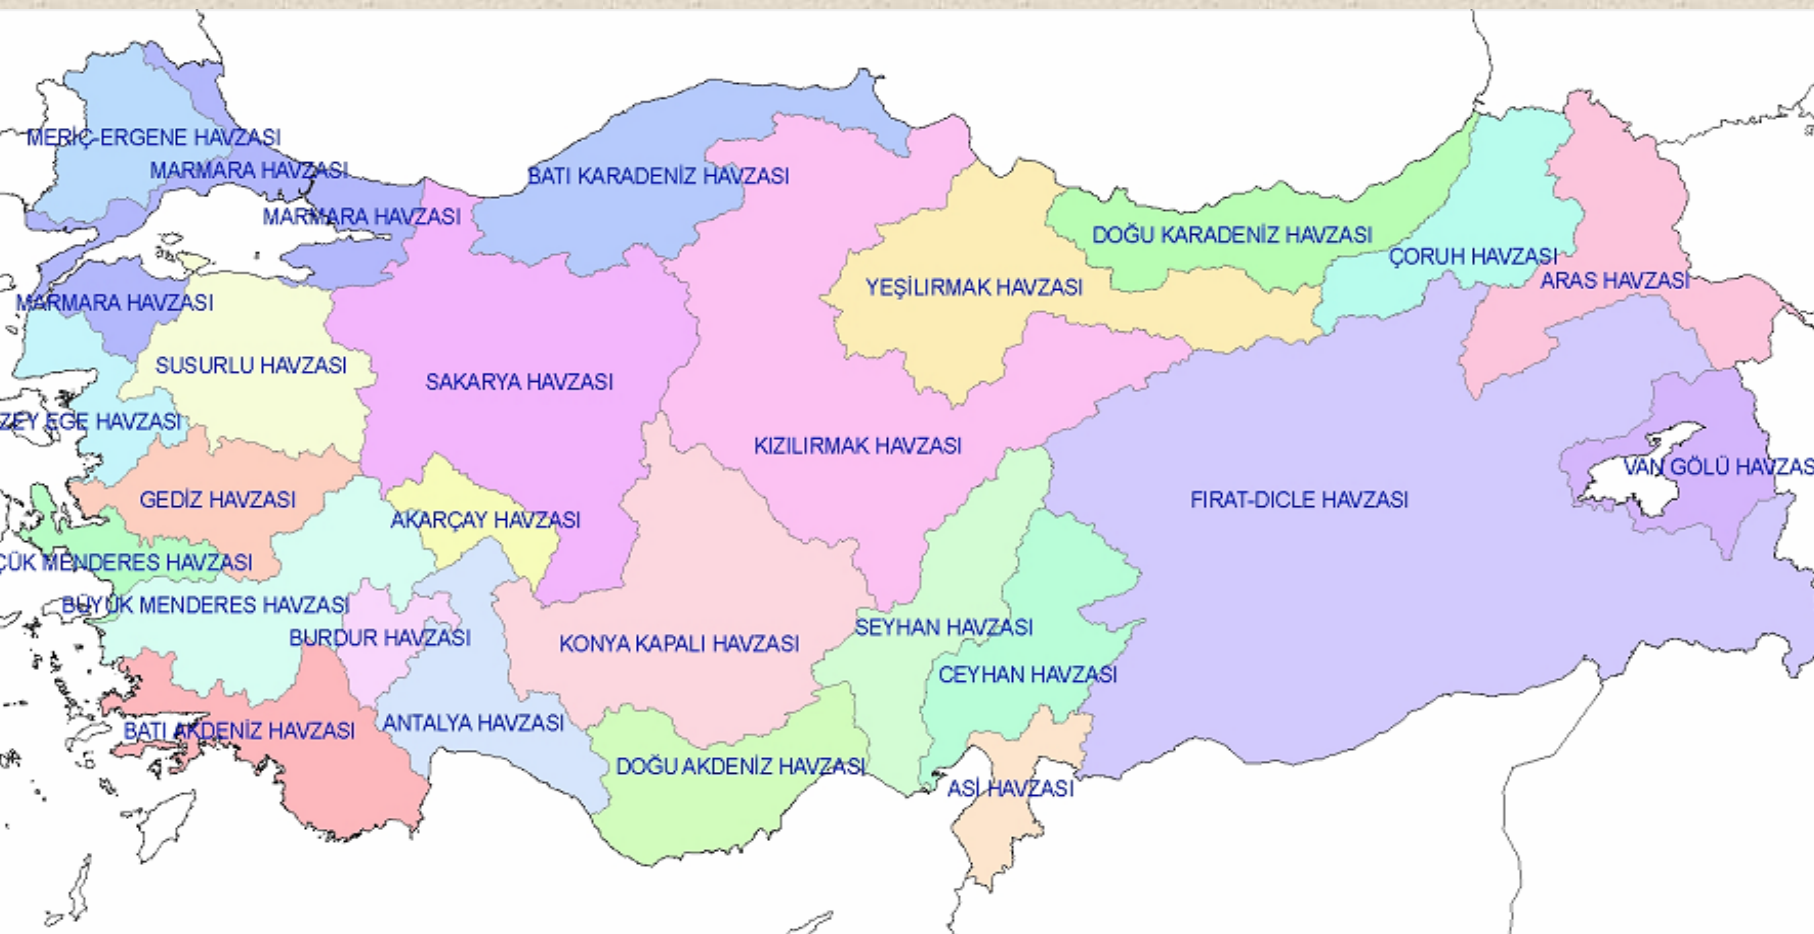 MERİÇ-ERGENE HAVZASI
MARMARA HAVZASI
BATI KARADENİZ HAVZASI
MARMARA HAVZASI
DOĞU KARADENİZ HAVZASI
ÇORUH HAVZASI
ARAS HAVZASI
YEŞİLIRMAK HAVZASI
MARMARA HAVZASI
SUSURLU HAVZASI
SAKARYA HAVZASI
ZEY EGE HAVZASI
KIZILIRMAK HAVZASI
VAN GÖLÜ HAVZAS
GEDİZ HAVZASI
FIRAT-DICLE HAVZASI
AKARÇAY HAVZASI
ÇÜK MENDERES HAVZASI
BÜYÜK MENDERES HAVZASI
SEYHAN HAVZASI
BURDUR HAVZASI
KONYA KAPALI HAVZASI
CEYHAN HAVZASI
ANTALYA HAVZASI
BATI AKDENİZ HAVZASI
DOĞU AKDENİZ HAVZASI
ASİ HAVZASI